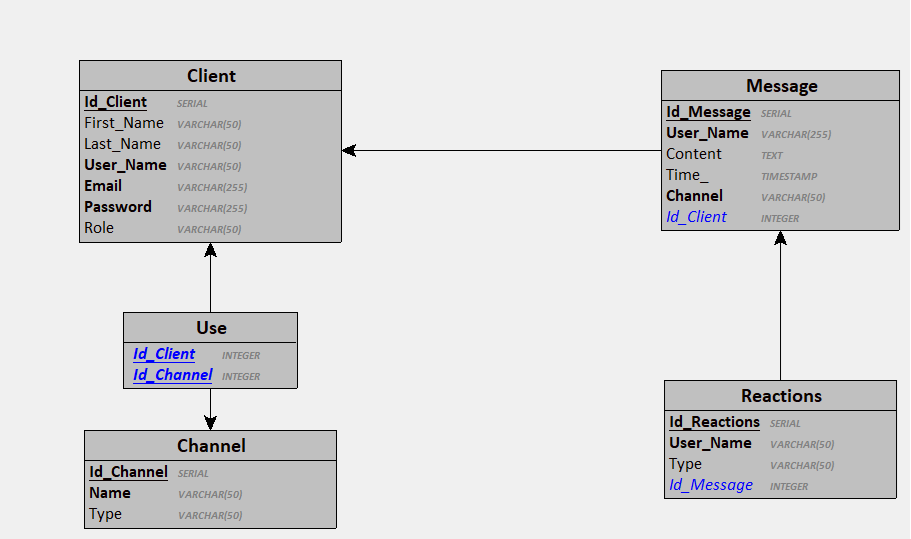 Client
Id_Client SERIAL
First_Name VARCHAR(50)
Last_Name VARCHAR(50)
User_Name VARCHAR(50)
Email VARCHAR(255)
Password VARCHAR(255)
Role VARCHAR(50)
Message
Id_Message SERIAL
User_Name VARCHAR(255)
Content TEXT
Time_ TIMESTAMP
Channel VARCHAR(50)
Id_Client INTEGER
Use
Id_Client INTEGER
Id_Channel INTEGER
Channel
Id_Channel SERIAL
Name VARCHAR(50)
Type VARCHAR(50)
Reactions
Id_Reactions SERIAL
User_Name VARCHAR(50)
Type VARCHAR(50)
Id_Message INTEGER